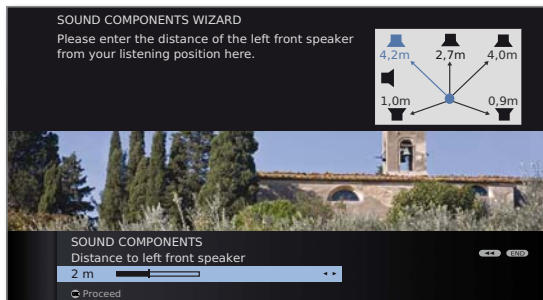 SOUND COMPONENTS WIZARD
Please enter the distance of the left front speaker
from your listening position here.
4,2m 2,7m 4,0m
1,0m 0,9m
SOUND COMPONENTS
Distance to left front speaker
END
2 m
OK Proceed